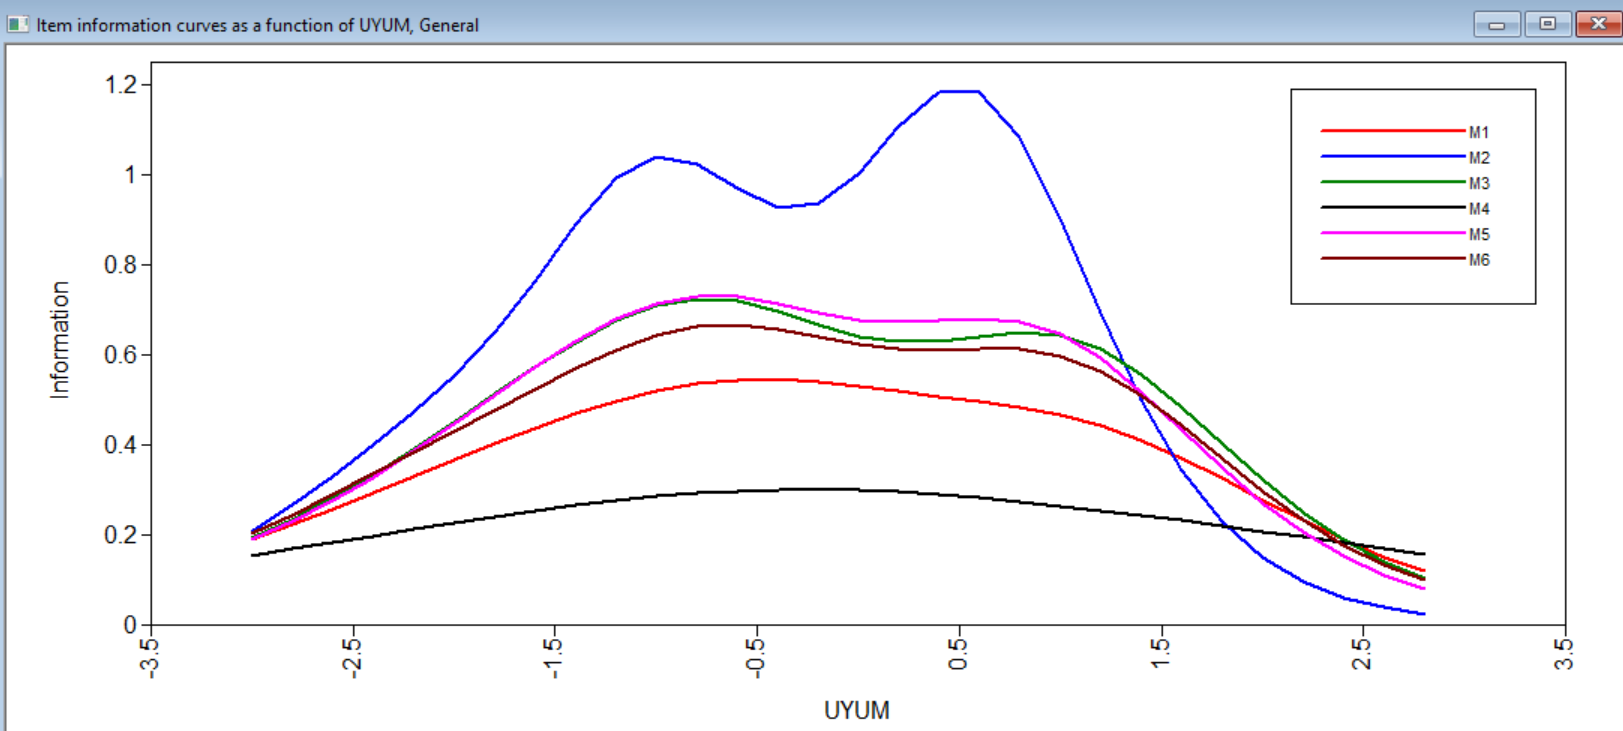 Item information curves as a function of UYUM, General
1.2
1
0.8
0.6
0.4
0.2
0
Information
-3.5
-2.5
-1.5
-0.5
0.5
1.5
2.5
3.5
UYUM
M1
M2
M3
M4
M5
M6